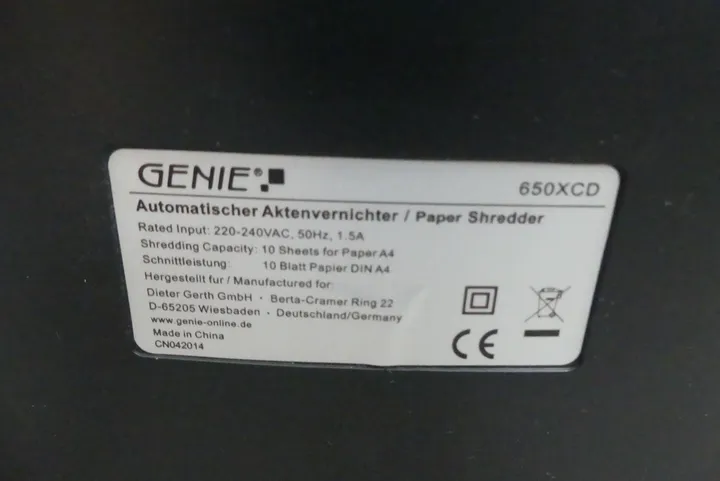 GENIE®
650XCD
Automatischer Aktenvernichter / Paper Shredder
Rated Input: 220-240VAC, 50Hz, 1.5A
Shredding Capacity: 10 Sheets for Paper A4
Schnittleistung: 10 Blatt Papier DIN A4
Hergestellt fur / Manufactured for:
Dieter Gerth GmbH · Berta-Cramer Ring 22
D-65205 Wiesbaden · Deutschland/Germany
www.genie-online.de
Made in China
CN042014
CE